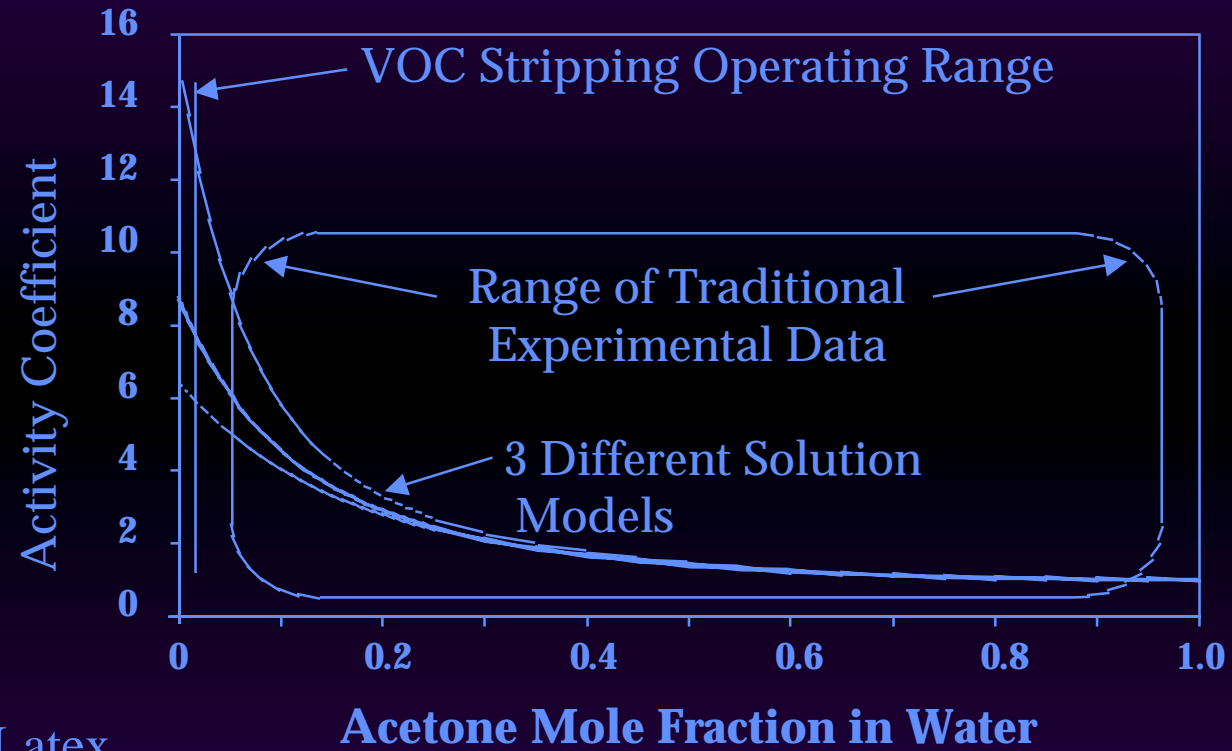 16
14
12
10
8
6
4
2
0
Activity Coefficient
VOC Stripping Operating Range
Range of Traditional
Experimental Data
3 Different Solution
Models
0
0.2
0.4
0.6
0.8
1.0
Acetone Mole Fraction in Water
Latex